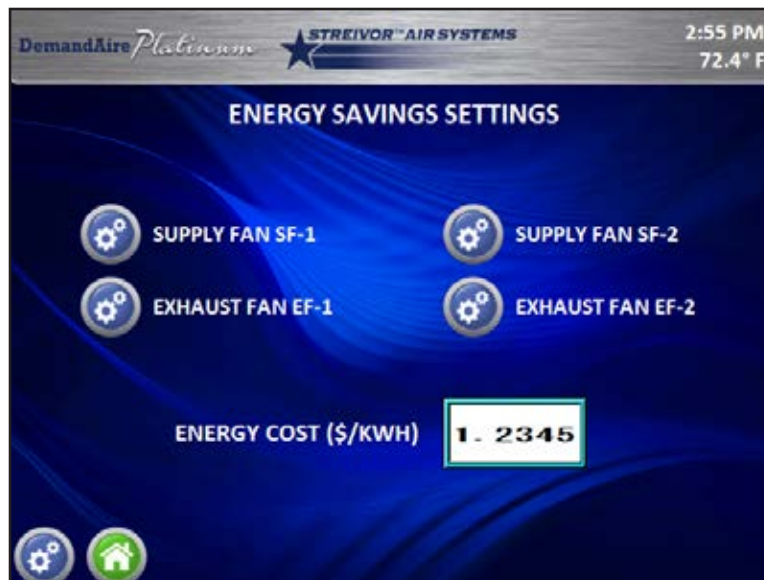 DemandAire Platinum STREIVOR™ AIR SYSTEMS 2:55 PM
72.4° F
ENERGY SAVINGS SETTINGS
SUPPLY FAN SF-1 SUPPLY FAN SF-2
EXHAUST FAN EF-1 EXHAUST FAN EF-2
ENERGY COST ($/KWH) 1. 2345